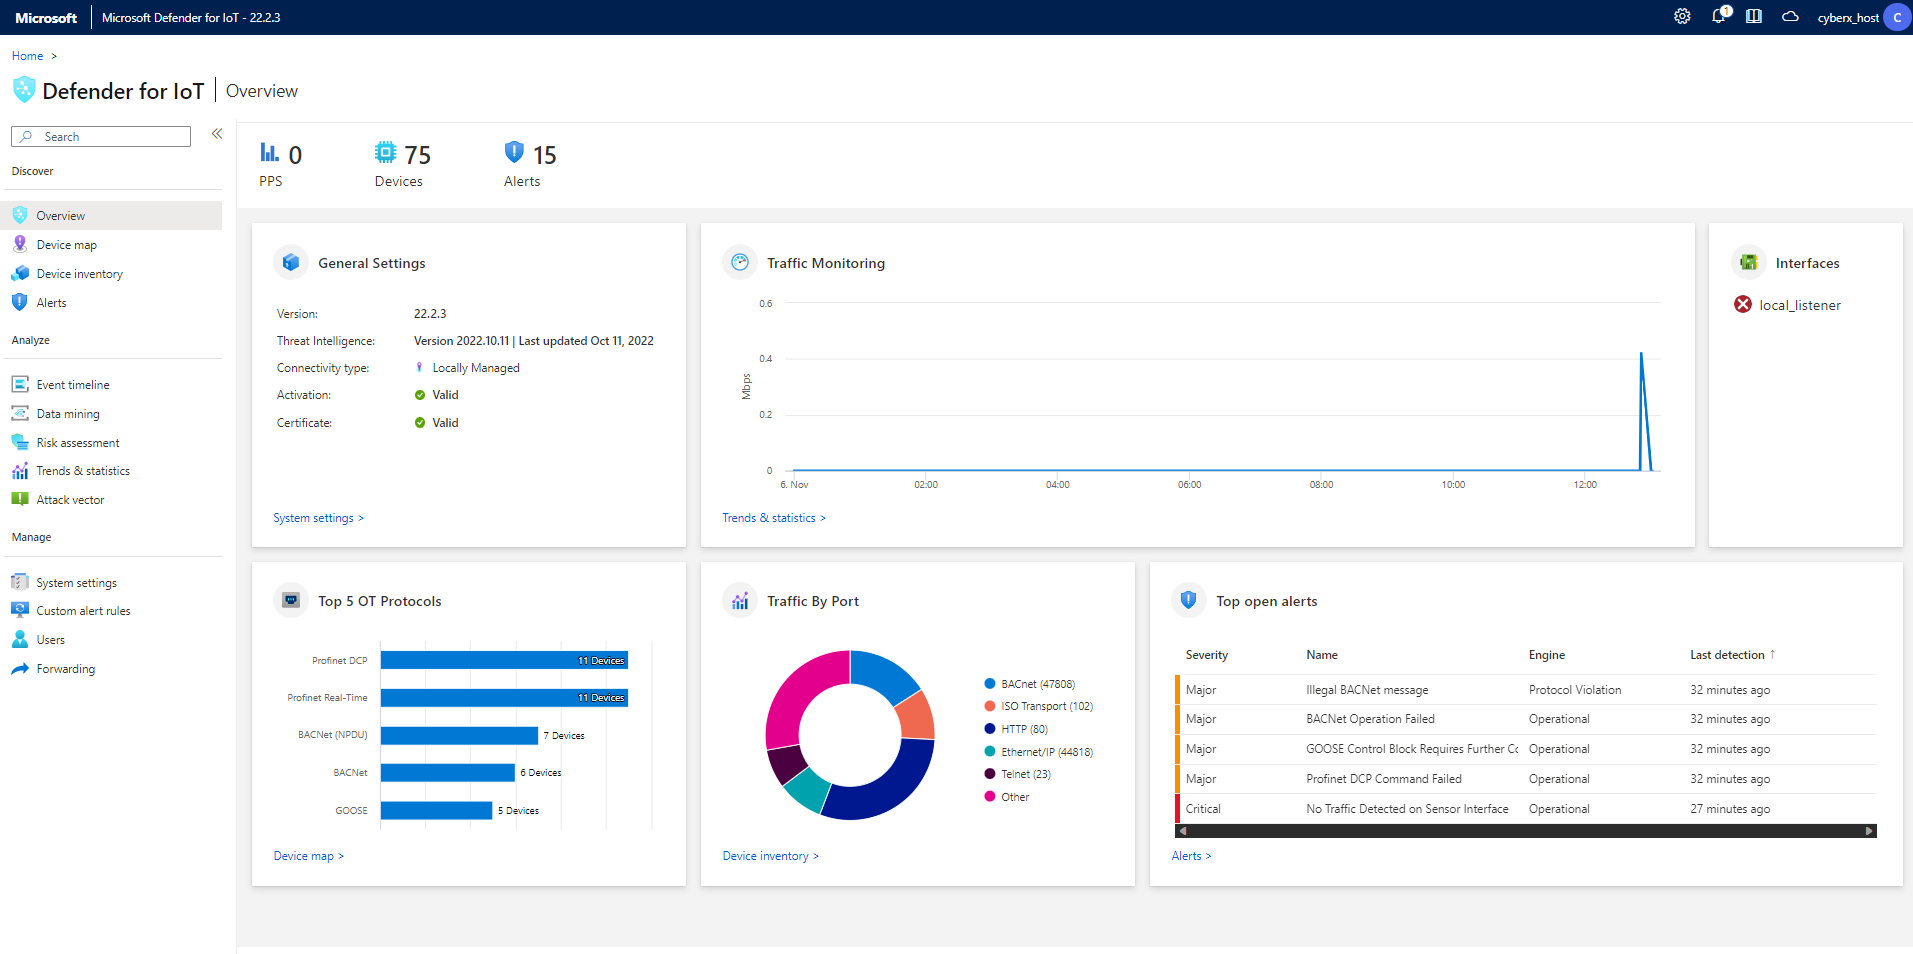 Microsoft
Microsoft Defender for IoT - 22.2.3
1
cyberx_host
C
Home >
Defender for IoT
Overview
Search
Discover
Overview
Device map
Device inventory
Alerts
Analyze
Event timeline
Data mining
Risk assessment
Trends & statistics
Attack vector
Manage
System settings
Custom alert rules
Users
Forwarding
0
PPS
75
Devices
15
Alerts
General Settings
Version: 22.2.3
Threat Intelligence: Version 2022.10.11 | Last updated Oct 11, 2022
Connectivity type: Locally Managed
Activation: Valid
Certificate: Valid
System settings >
Traffic Monitoring
Mbps
0.6
0.4
0.2
0
6. Nov 02:00 04:00 06:00 08:00 10:00 12:00
Trends & statistics >
Interfaces
local_listener
Top 5 OT Protocols
Profinet DCP 11 Devices
Profinet Real-Time 11 Devices
BACNet (NPDU) 7 Devices
BACNet 6 Devices
GOOSE 5 Devices
Device map >
Traffic By Port
BACnet (47808)
ISO Transport (102)
HTTP (80)
Ethernet/IP (44818)
Telnet (23)
Other
Device inventory >
Top open alerts
Severity Name Engine Last detection ↑
Major Illegal BACNet message Protocol Violation 32 minutes ago
Major BACNet Operation Failed Operational 32 minutes ago
Major GOOSE Control Block Requires Further Co Operational 32 minutes ago
Major Profinet DCP Command Failed Operational 32 minutes ago
Critical No Traffic Detected on Sensor Interface Operational 27 minutes ago
Alerts >